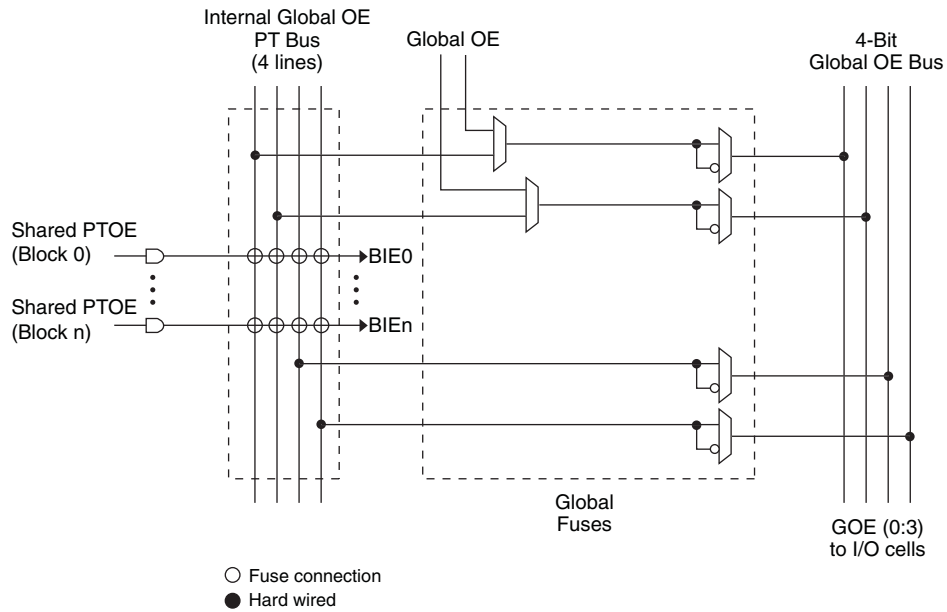 Internal Global OE
PT Bus
(4 lines)
Global OE
4-Bit
Global OE Bus
Shared PTOE
(Block 0)
BIE0
Shared PTOE
(Block n)
BIEn
Global
Fuses
GOE (0:3)
to I/O cells
Fuse connection
Hard wired